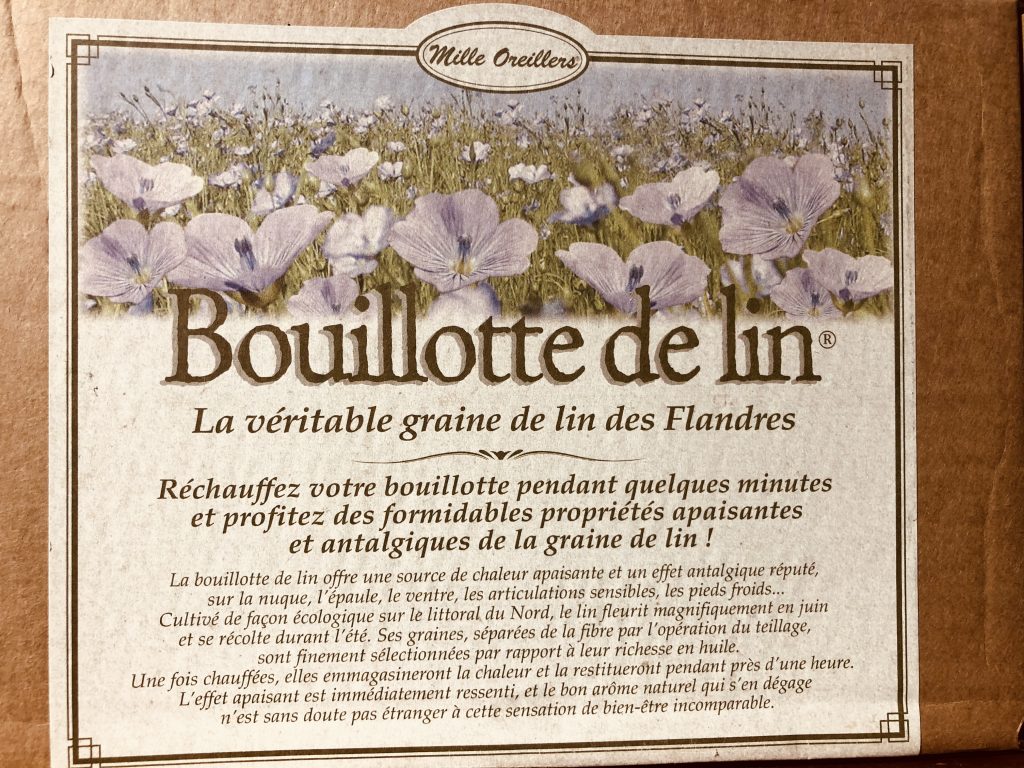 Mille Oreillers®
Bouillotte de lin®
La véritable graine de lin des Flandres
Réchauffez votre bouillotte pendant quelques minutes
et profitez des formidables propriétés apaisantes
et antalgiques de la graine de lin !
La bouillotte de lin offre une source de chaleur apaisante et un effet antalgique réputé,
sur la nuque, l'épaule, le ventre, les articulations sensibles, les pieds froids...
Cultivé de façon écologique sur le littoral du Nord, le lin fleurit magnifiquement en juin
et se récolte durant l'été. Ses graines, séparées de la fibre par l'opération du teillage,
sont finement sélectionnées par rapport à leur richesse en huile.
Une fois chauffées, elles emmagasineront la chaleur et la restitueront pendant près d'une heure.
L'effet apaisant est immédiatement ressenti, et le bon arôme naturel qui s'en dégage
n'est sans doute pas étranger à cette sensation de bien-être incomparable.